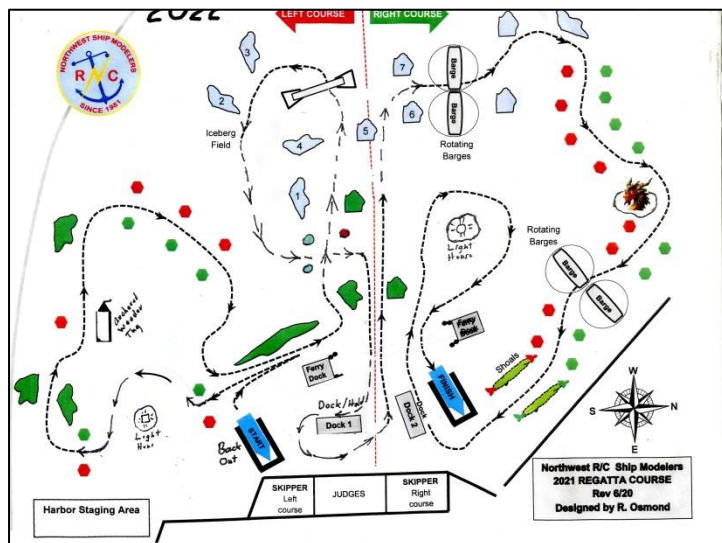 2022
LEFT COURSE
RIGHT COURSE
NORTHWEST SHIP MODELERS
R C
SINCE 1981
3
2
Iceberg
Field
4
1
5
7
6
Barge
Barge
Rotating
Barges
Light
House
Rotating
Barges
Barge
Barge
Anchored
Wooden
Tug
Ferry
Dock
Ferry
Dock
Shoals
FINISH
Dock/Hold
Dock 1
Dock 2
Dock
START
Back
Out
Light
Hous
W
S N
E
SKIPPER
Left
course
JUDGES
SKIPPER
Right
course
Harbor Staging Area
Northwest R/C Ship Modelers
2021 REGATTA COURSE
Rev 6/20
Designed by R. Osmond